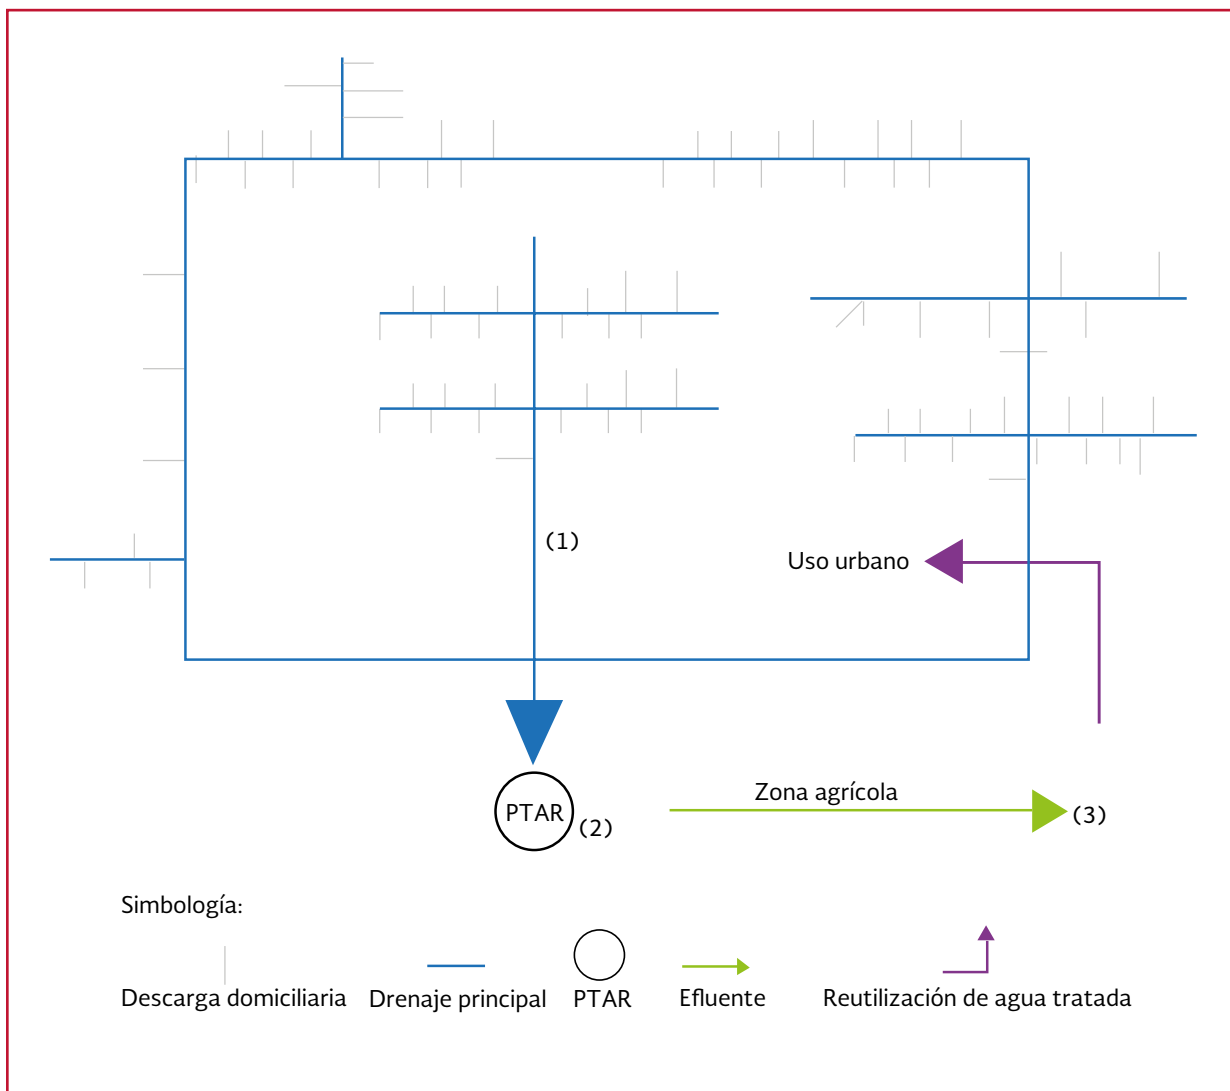 (1)
Uso urbano
PTAR
(2)
Zona agrícola
(3)
Simbología:
Descarga domiciliaria
Drenaje principal
PTAR
Efluente
Reutilización de agua tratada